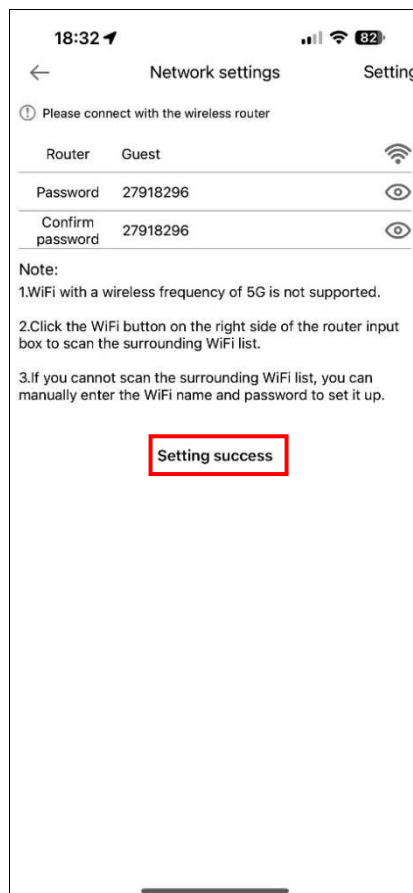 18:32
82
Network settings
Setting
Please connect with the wireless router
Router Guest
Password 27918296
Confirm
password 27918296
Note:
1.WiFi with a wireless frequency of 5G is not supported.
2.Click the WiFi button on the right side of the router input
box to scan the surrounding WiFi list.
3.If you cannot scan the surrounding WiFi list, you can
manually enter the WiFi name and password to set it up.
Setting success